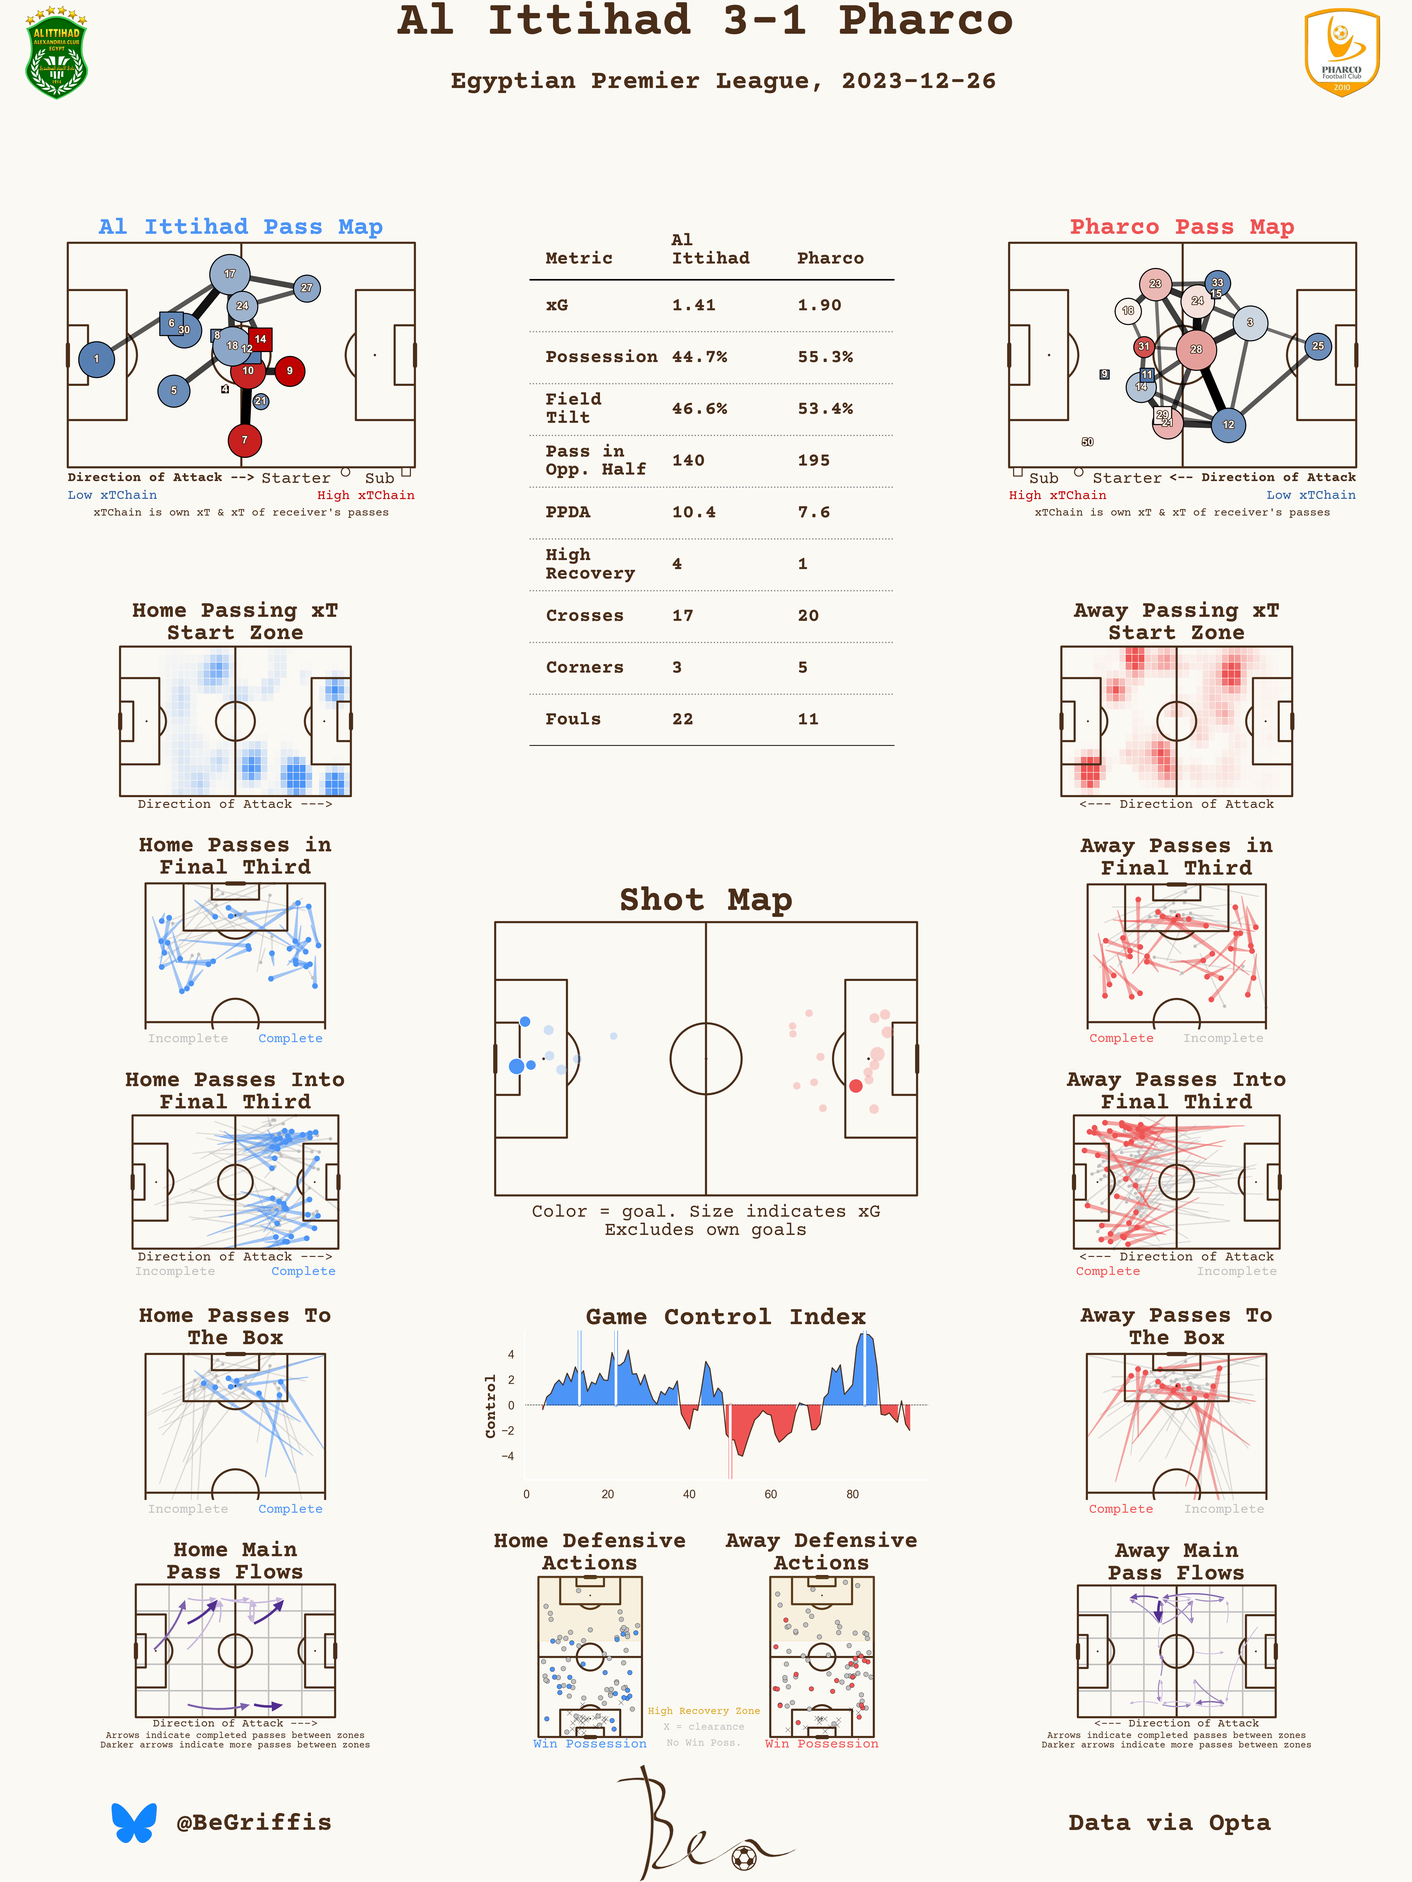 Al Ittihad 3-1 Pharco
Egyptian Premier League, 2023-12-26
AL ITTIHAD
ALEXANDRIA CLUB
EGYPT
1914
PHARCO
Football Club
2010
Al Ittihad Pass Map
17
27
24
6
30
8
14
18
12
1
10
9
5
4
21
7
Direction of Attack --> Starter Sub
Low xTChain High xTChain
xTChain is own xT & xT of receiver's passes
Metric Al Ittihad Pharco
xG 1.41 1.90
Possession 44.7% 55.3%
Field Tilt 46.6% 53.4%
Pass in Opp. Half 140 195
PPDA 10.4 7.6
High Recovery 4 1
Crosses 17 20
Corners 3 5
Fouls 22 11
Pharco Pass Map
23
33
15
24
18
3
31
28
25
9
11
14
29
21
12
50
Sub Starter <-- Direction of Attack
High xTChain Low xTChain
xTChain is own xT & xT of receiver's passes
Home Passing xT
Start Zone
Direction of Attack --->
Away Passing xT
Start Zone
<--- Direction of Attack
Home Passes in
Final Third
Incomplete Complete
Away Passes in
Final Third
Complete Incomplete
Shot Map
Color = goal. Size indicates xG
Excludes own goals
Home Passes Into
Final Third
Direction of Attack --->
Incomplete Complete
Away Passes Into
Final Third
<--- Direction of Attack
Complete Incomplete
Home Passes To
The Box
Incomplete Complete
Game Control Index
Control
4
2
0
−2
−4
0 20 40 60 80
Away Passes To
The Box
Complete Incomplete
Home Main
Pass Flows
Direction of Attack --->
Arrows indicate completed passes between zones
Darker arrows indicate more passes between zones
Home Defensive
Actions
Win Possession
Away Defensive
Actions
Win Possession
High Recovery Zone
X = clearance
No Win Poss.
Away Main
Pass Flows
<--- Direction of Attack
Arrows indicate completed passes between zones
Darker arrows indicate more passes between zones
@BeGriffis
Ben
Data via Opta